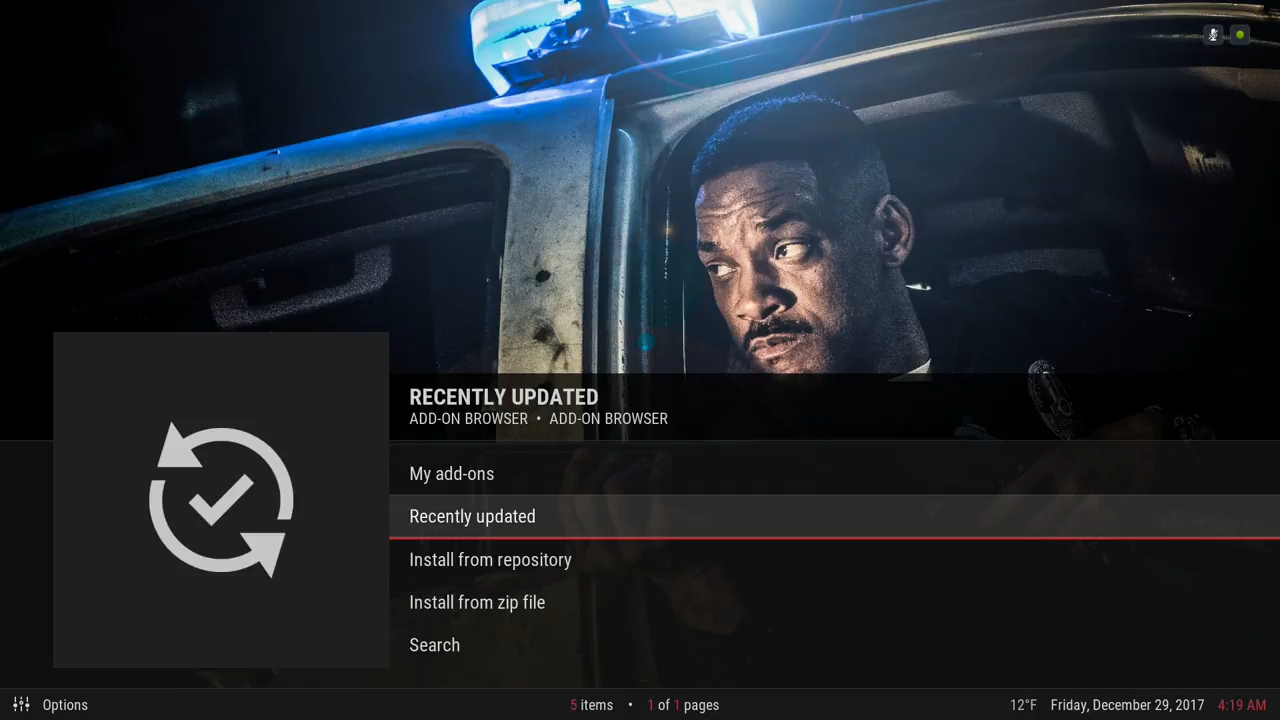 RECENTLY UPDATED
ADD-ON BROWSER • ADD-ON BROWSER
My add-ons
Recently updated
Install from repository
Install from zip file
Search
Options
5 items • 1 of 1 pages
12°F Friday, December 29, 2017 4:19 AM